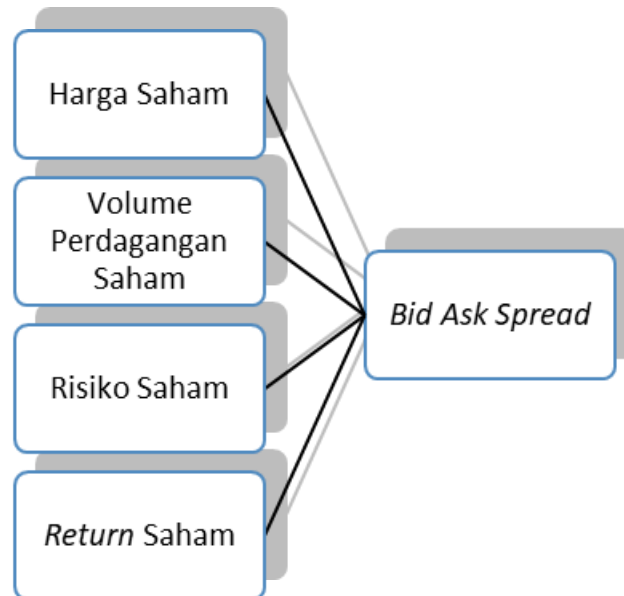 Harga Saham
Volume
Perdagangan
Saham
Bid Ask Spread
Risiko Saham
Return Saham